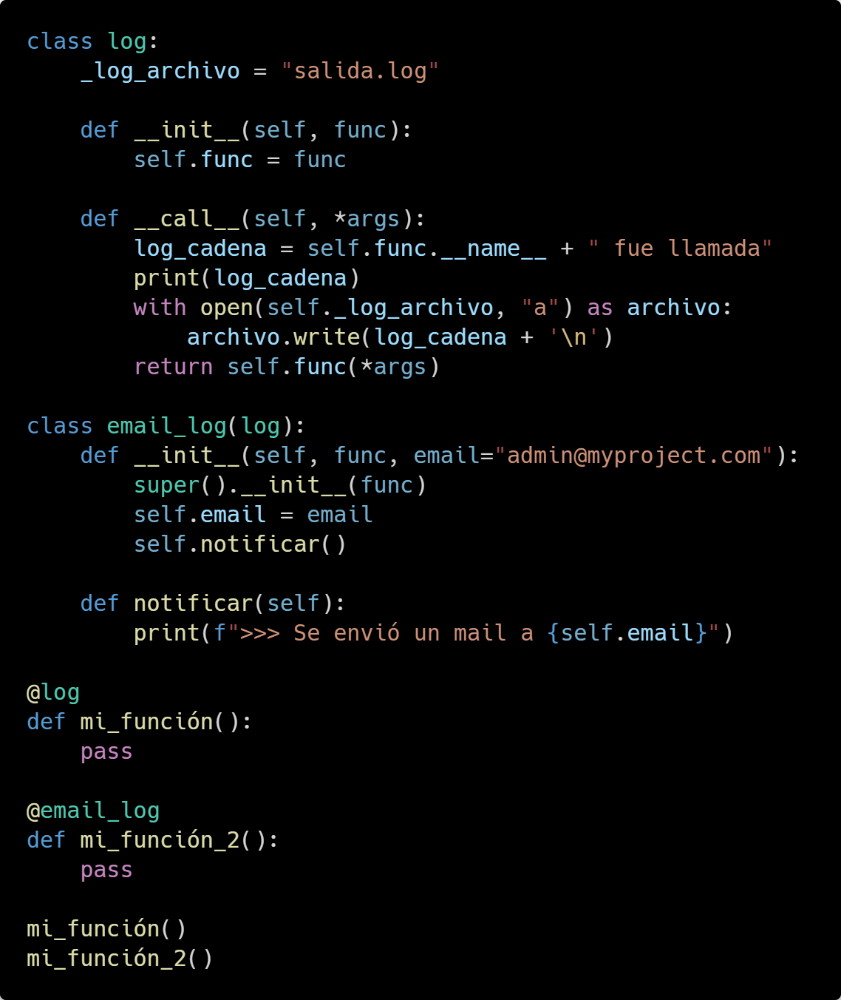 class log:
    _log_archivo = "salida.log"

    def __init__(self, func):
        self.func = func

    def __call__(self, *args):
        log_cadena = self.func.__name__ + " fue llamada"
        print(log_cadena)
        with open(self._log_archivo, "a") as archivo:
            archivo.write(log_cadena + '\n')
        return self.func(*args)

class email_log(log):
    def __init__(self, func, email="admin@myproject.com"):
        super().__init__(func)
        self.email = email
        self.notificar()

    def notificar(self):
        print(f">>> Se envió un mail a {self.email}")

@log
def mi_función():
    pass

@email_log
def mi_función_2():
    pass

mi_función()
mi_función_2()